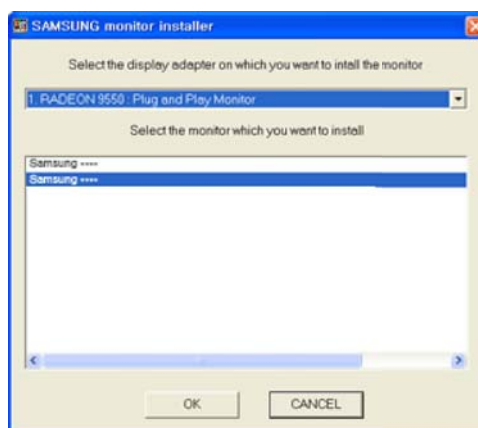 SAMSUNG monitor installer
Select the display adapter on which you want to intall the monitor
1. RADEON 9550 : Plug and Play Monitor
Select the monitor which you want to install
Samsung ----
Samsung ----
OK
CANCEL